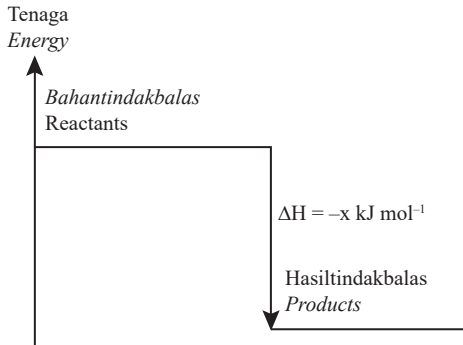 Tenaga
Energy
Bahantindakbalas
Reactants
ΔH = –x kJ mol⁻¹
Hasiltindakbalas
Products